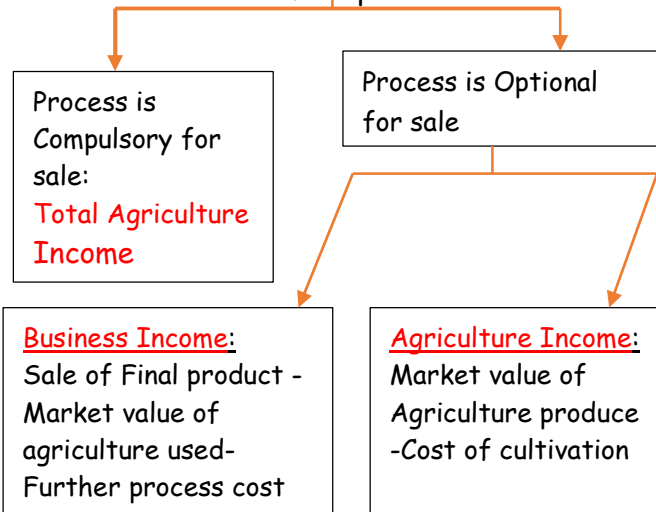 Process is
Compulsory for
sale:
Total Agriculture
Income
Process is Optional
for sale
Business Income:
Sale of Final product -
Market value of
agriculture used-
Further process cost
Agriculture Income:
Market value of
Agriculture produce
-Cost of cultivation